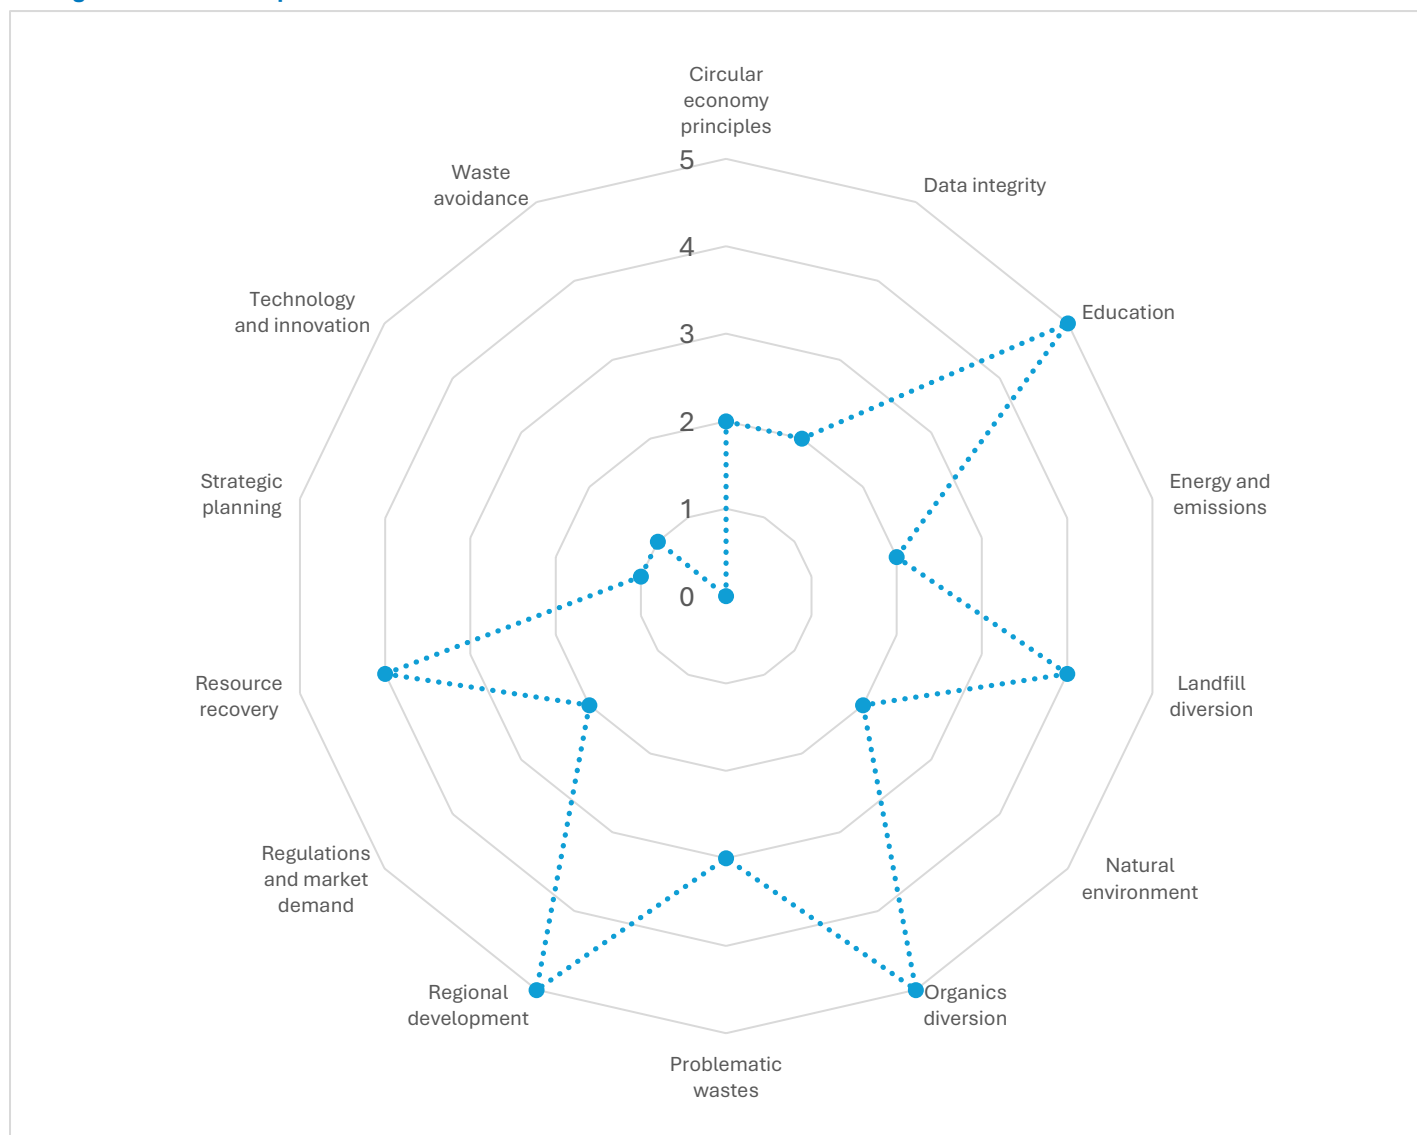 Circular
economy
principles
Data integrity
Education
Energy and
emissions
Landfill
diversion
Natural
environment
Organics
diversion
Problematic
wastes
Regional
development
Regulations
and market
demand
Resource
recovery
Strategic
planning
Technology
and innovation
Waste
avoidance
5
4
3
2
1
0